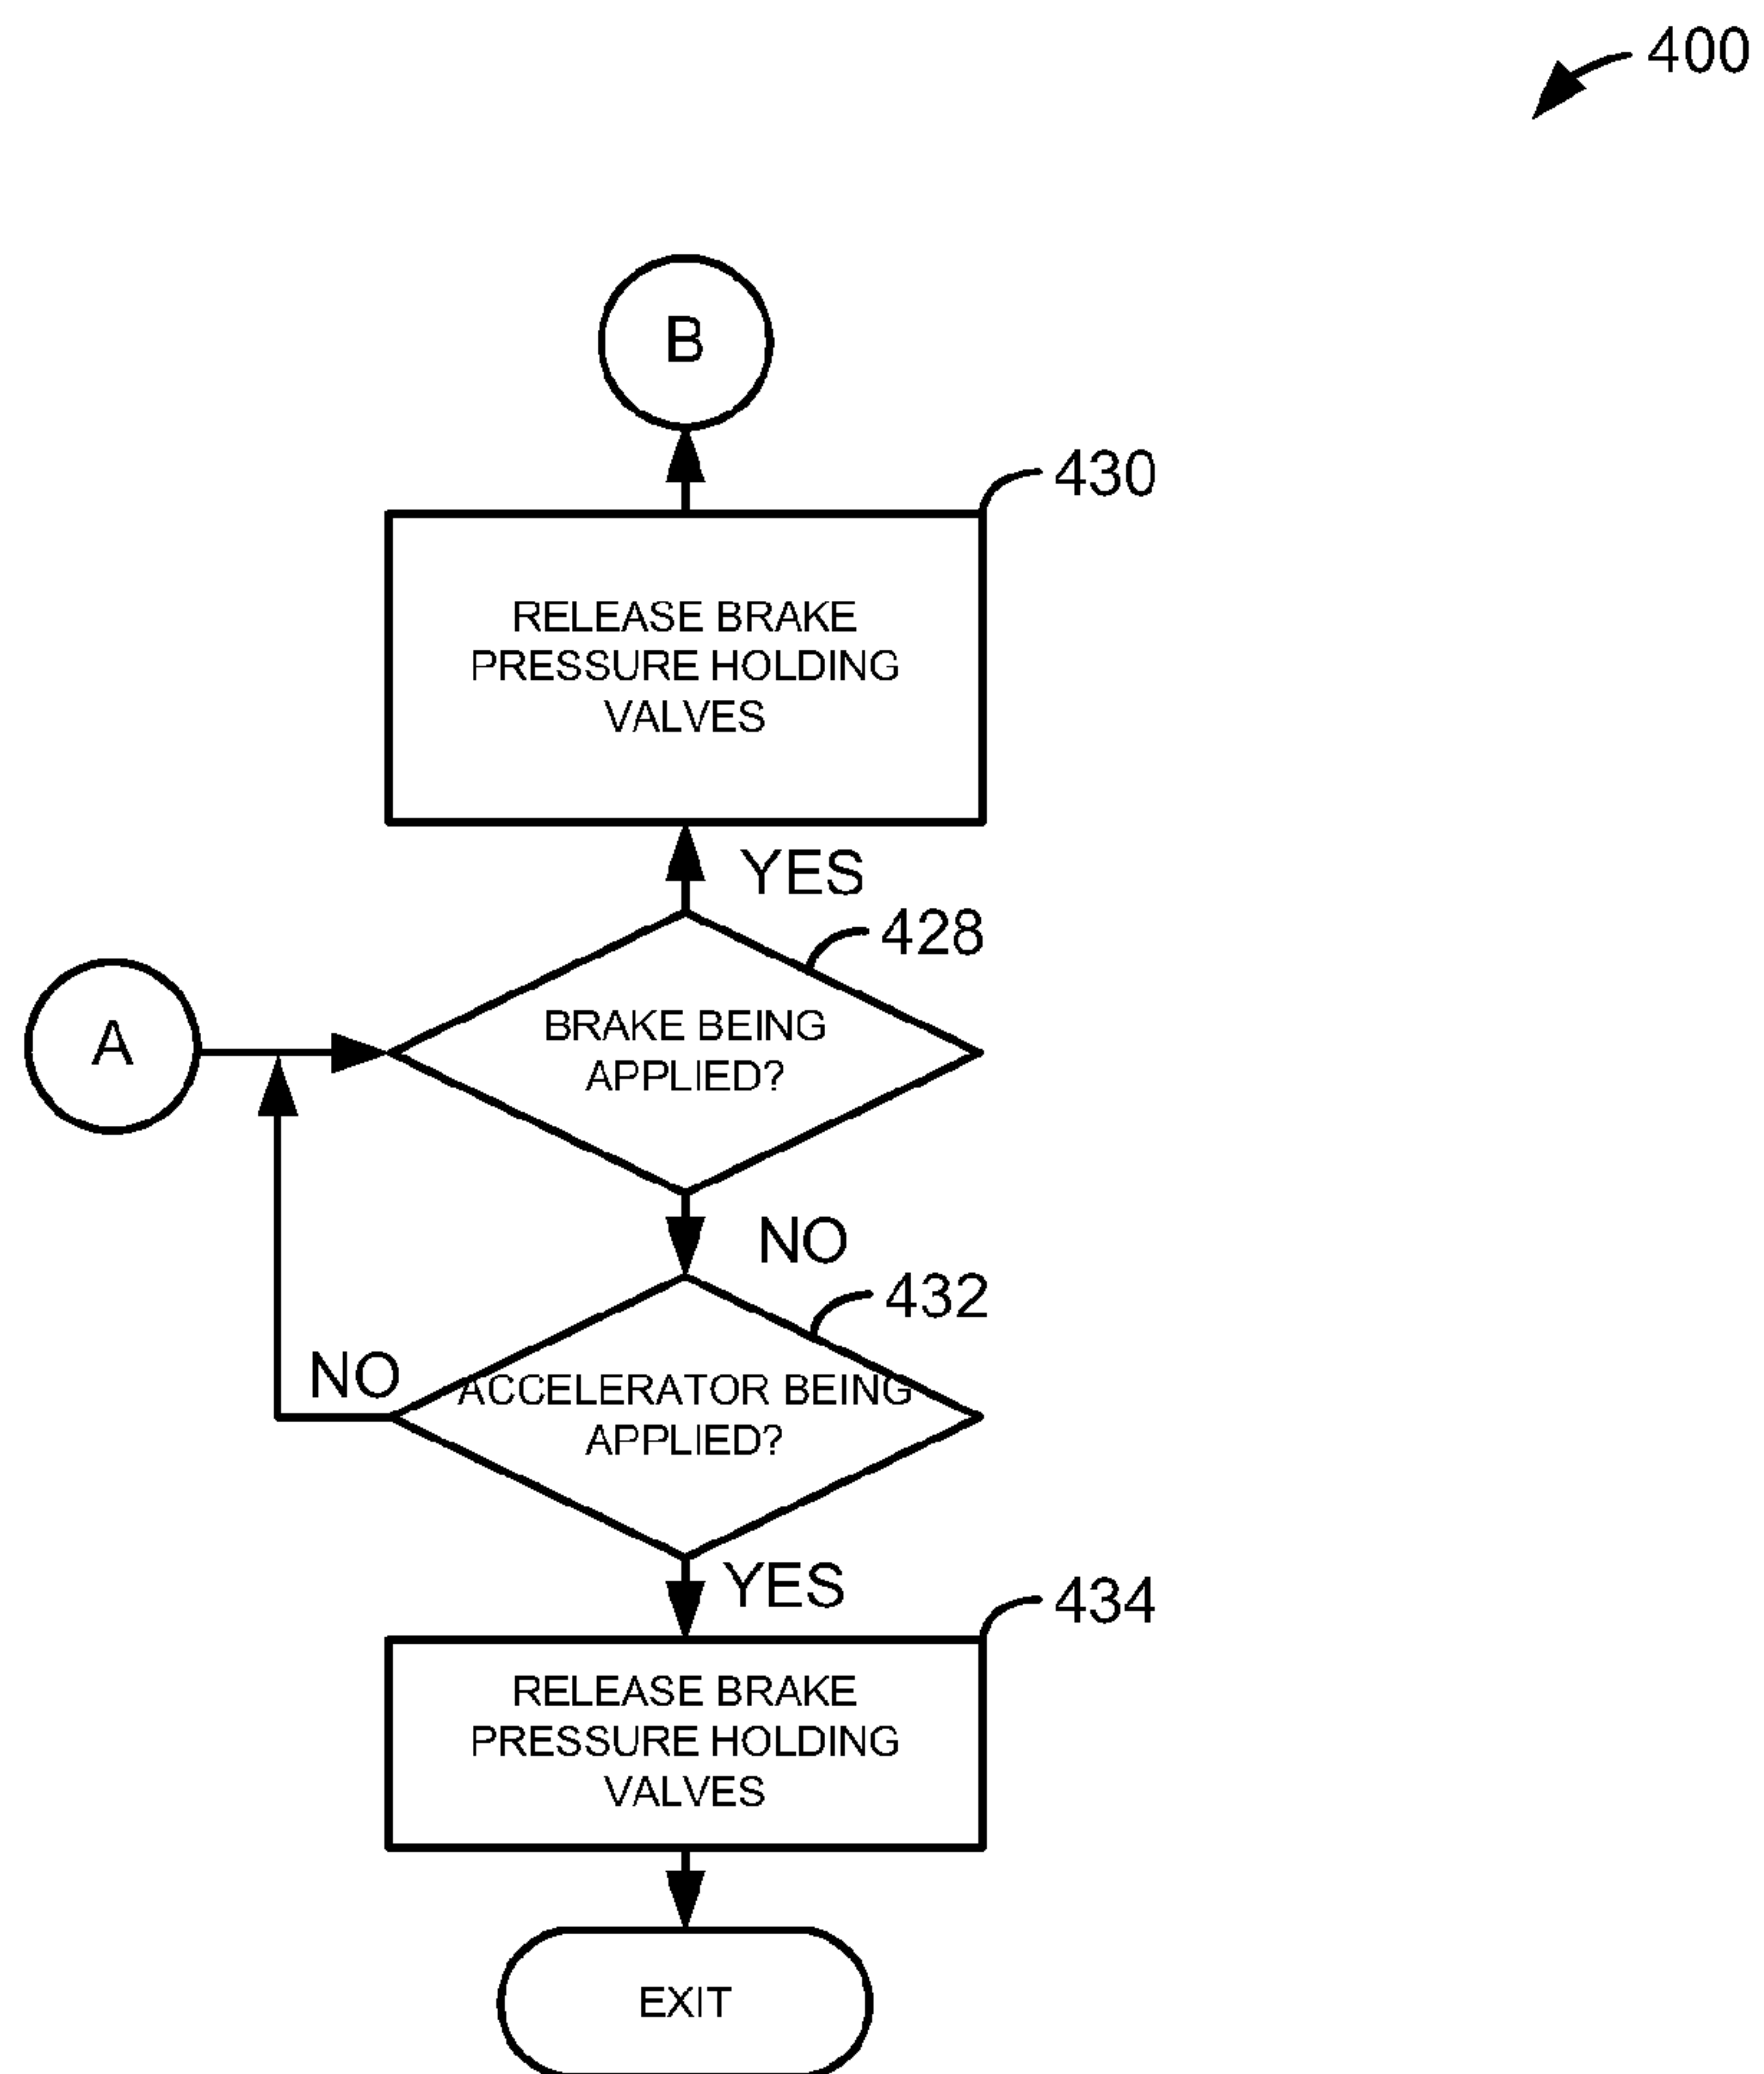 400
B
430
RELEASE BRAKE
PRESSURE HOLDING
VALVES
YES
428
A
BRAKE BEING
APPLIED?
NO
432
NO
ACCELERATOR BEING
APPLIED?
YES
434
RELEASE BRAKE
PRESSURE HOLDING
VALVES
EXIT